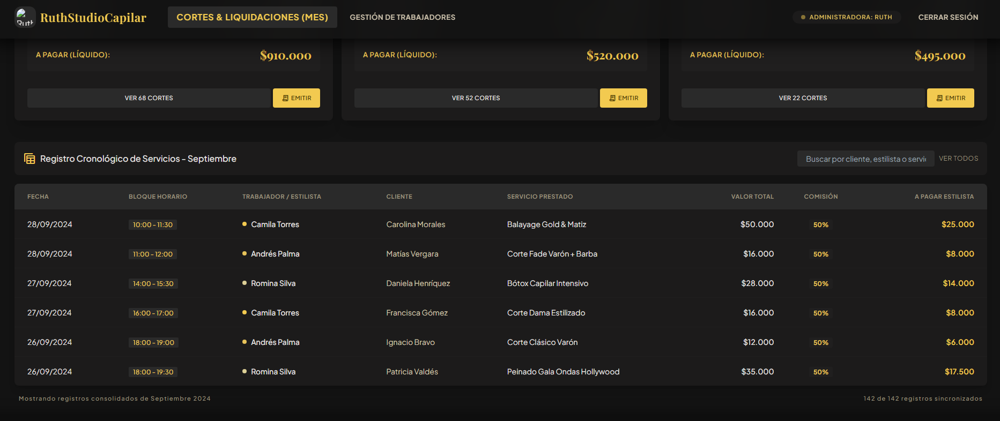 RuthStudioCapilar
CORTES & LIQUIDACIONES (MES)
GESTIÓN DE TRABAJADORES
ADMINISTRADORA: RUTH
CERRAR SESIÓN
A PAGAR (LÍQUIDO): $910.000
A PAGAR (LÍQUIDO): $520.000
A PAGAR (LÍQUIDO): $495.000
VER 68 CORTES EMITIR
VER 52 CORTES EMITIR
VER 22 CORTES EMITIR
Registro Cronológico de Servicios - Septiembre
Buscar por cliente, estilista o servi
VER TODOS
FECHA BLOQUE HORARIO TRABAJADOR / ESTILISTA CLIENTE SERVICIO PRESTADO VALOR TOTAL COMISIÓN A PAGAR ESTILISTA
28/09/2024 10:00 - 11:30 Camila Torres Carolina Morales Balayage Gold & Matiz $50.000 50% $25.000
28/09/2024 11:00 - 12:00 Andrés Palma Matías Vergara Corte Fade Varón + Barba $16.000 50% $8.000
27/09/2024 14:00 - 15:30 Romina Silva Daniela Henríquez Bótox Capilar Intensivo $28.000 50% $14.000
27/09/2024 16:00 - 17:00 Camila Torres Francisca Gómez Corte Dama Estilizado $16.000 50% $8.000
26/09/2024 18:00 - 19:00 Andrés Palma Ignacio Bravo Corte Clásico Varón $12.000 50% $6.000
26/09/2024 18:00 - 19:30 Romina Silva Patricia Valdés Peinado Gala Ondas Hollywood $35.000 50% $17.500
Mostrando registros consolidados de Septiembre 2024
142 de 142 registros sincronizados